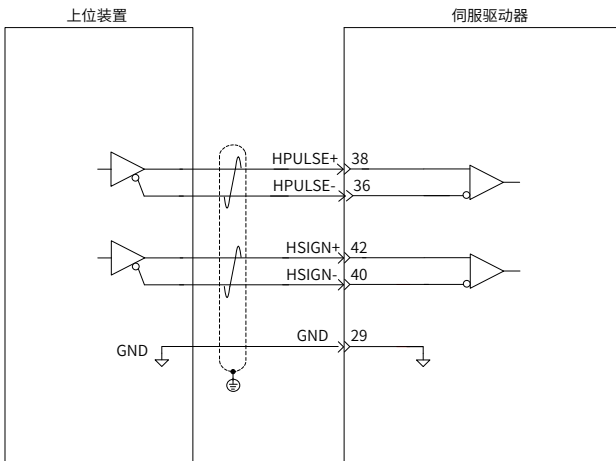 上位装置 伺服驱动器
HPULSE+ 38
HPULSE- 36
HSIGN+ 42
HSIGN- 40
GND GND 29